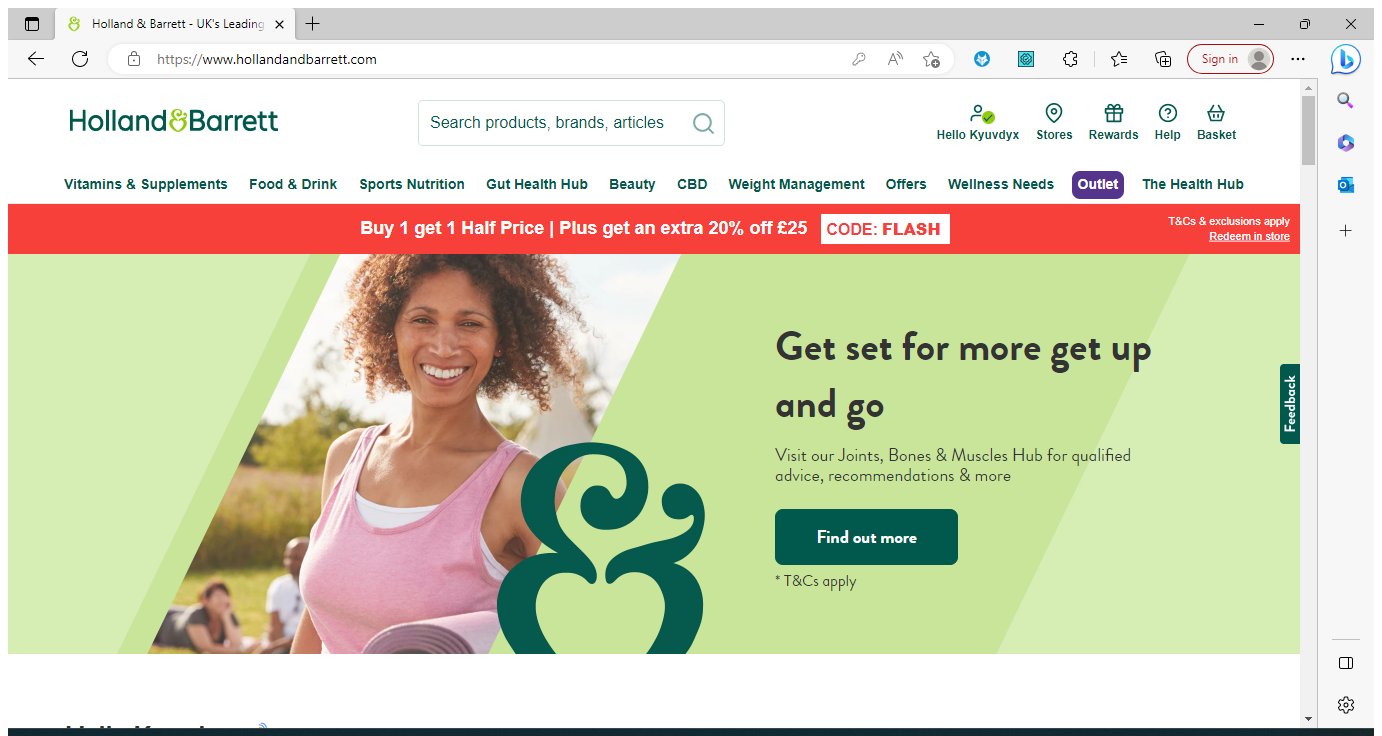 Holland & Barrett - UK's Leading
https://www.hollandandbarrett.com
Sign in
Holland&Barrett
Search products, brands, articles
Hello Kyuvdyx
Stores
Rewards
Help
Basket
Vitamins & Supplements
Food & Drink
Sports Nutrition
Gut Health Hub
Beauty
CBD
Weight Management
Offers
Wellness Needs
Outlet
The Health Hub
Buy 1 get 1 Half Price | Plus get an extra 20% off £25
CODE: FLASH
T&Cs & exclusions apply
Redeem in store
Get set for more get up
and go
Visit our Joints, Bones & Muscles Hub for qualified
advice, recommendations & more
Find out more
* T&Cs apply
&
Feedback